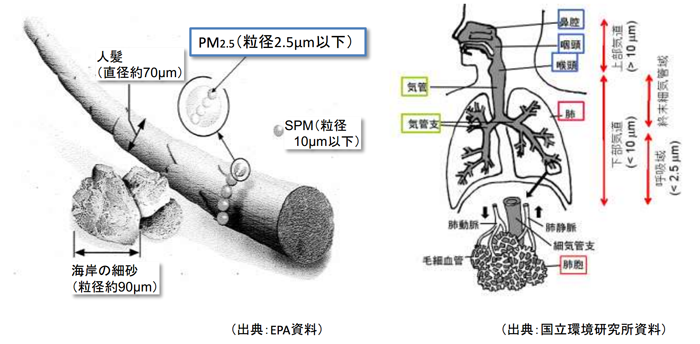 PM2.5(粒径2.5μm以下)
人髪
(直径約70μm)
SPM(粒径
10μm以下)
海岸の細砂
(粒径約90μm)
(出典:EPA資料)
鼻腔
咽頭
喉頭
気管
気管支
肺
上部気道
(> 10 μm)
下部気道
(< 10 μm)
終末細気管域
呼吸域
(< 2.5 μm)
肺動脈
肺静脈
細気管支
毛細血管
肺胞
(出典:国立環境研究所資料)